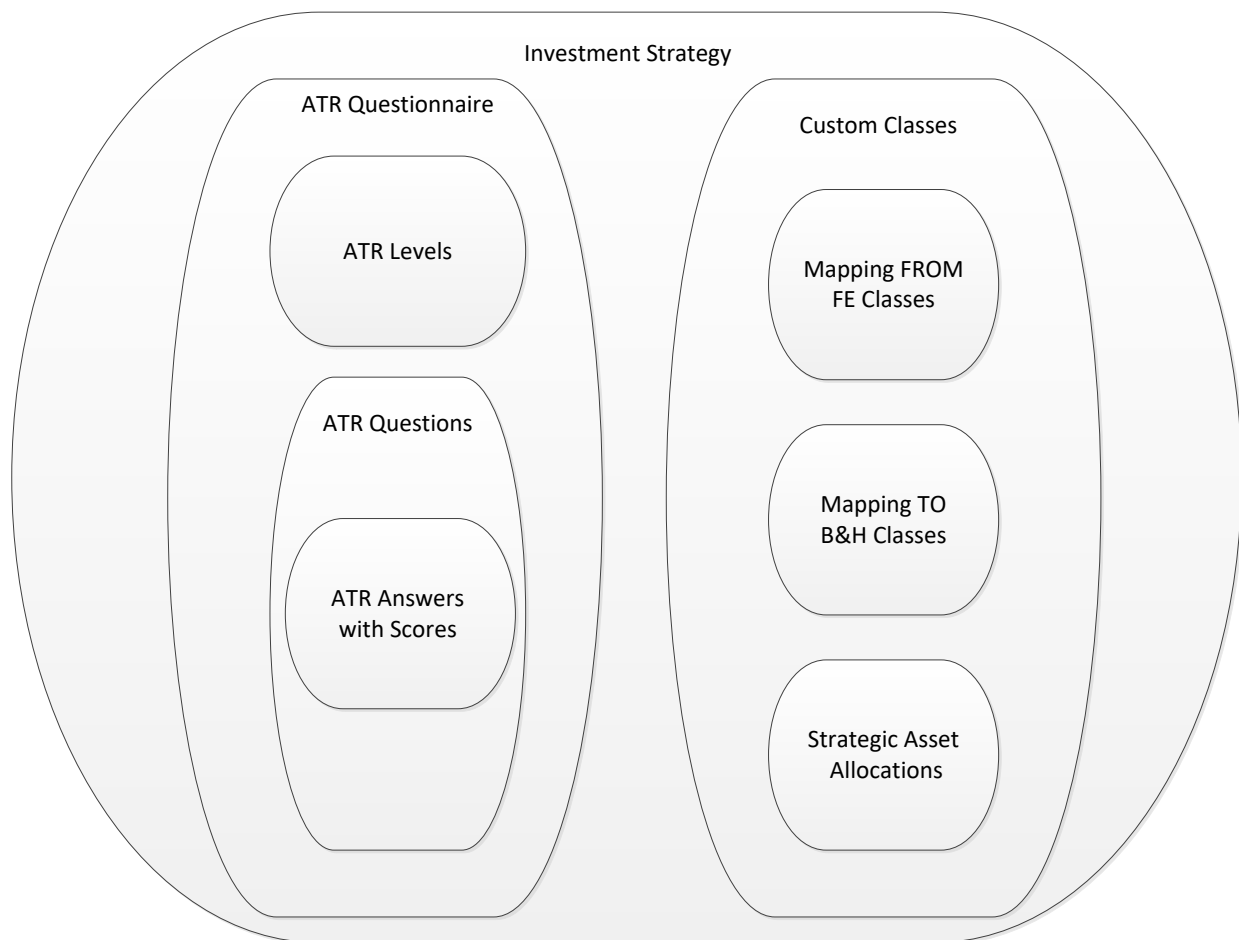 Investment Strategy
ATR Questionnaire
ATR Levels
ATR Questions
ATR Answers
with Scores
Custom Classes
Mapping FROM
FE Classes
Mapping TO
B&H Classes
Strategic Asset
Allocations